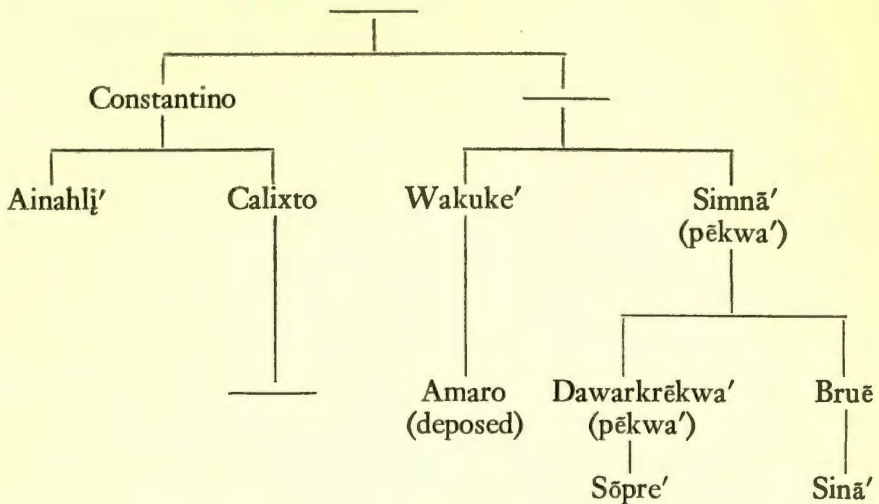 Constantino
Ainahlį'
Calixto
Wakuke'
Simnā'
(pēkwa')
Amaro
(deposed)
Dawarkrēkwa'
(pēkwa')
Bruē
Sōpre'
Sinā'